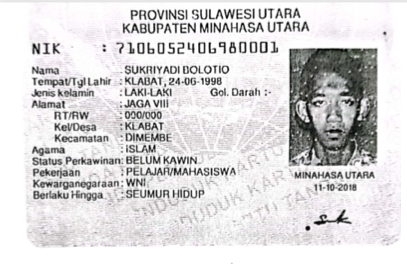 PROVINSI SULAWESI UTARA
KABUPATEN MINAHASA UTARA
NIK : 7106052406980001
Nama : SUKRIYADI BOLOTIO
Tempat/Tgl Lahir : KLABAT, 24-06-1998
Jenis kelamin : LAKI-LAKI Gol. Darah :-
Alamat : JAGA VIII
RT/RW : 000/000
Kel/Desa : KLABAT
Kecamatan : DIMEMBE
Agama : ISLAM
Status Perkawinan: BELUM KAWIN
Pekerjaan : PELAJAR/MAHASISWA
Kewarganegaraan: WNI
Berlaku Hingga : SEUMUR HIDUP
MINAHASA UTARA
11-10-2018